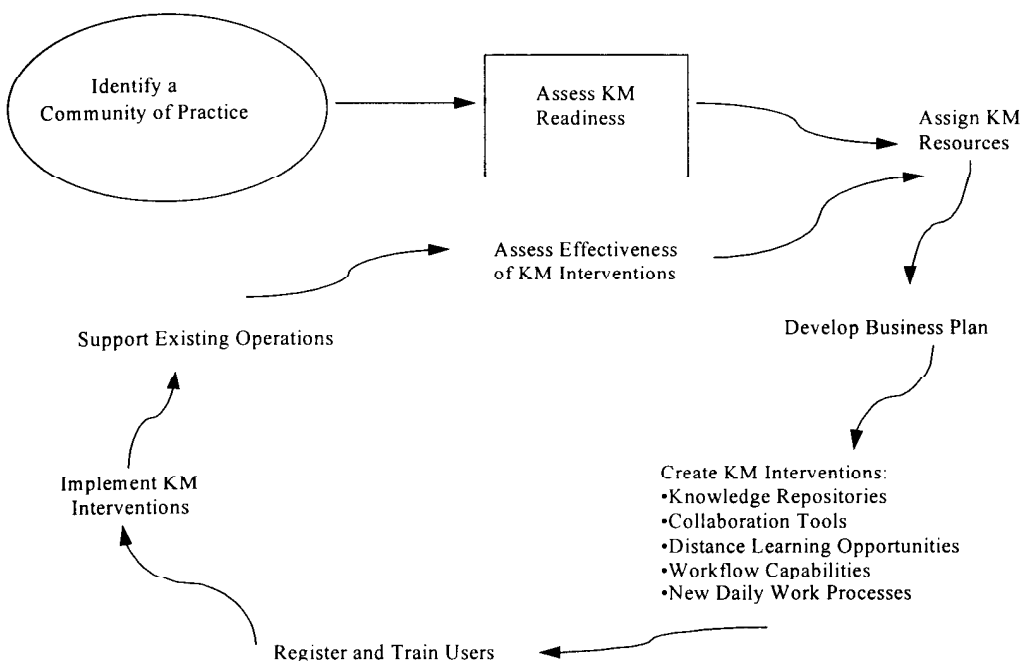 Identify a
Community of Practice
Assess KM
Readiness
Assign KM
Resources
Assess Effectiveness
of KM Interventions
Support Existing Operations
Develop Business Plan
Implement KM
Interventions
Create KM Interventions:
•Knowledge Repositories
•Collaboration Tools
•Distance Learning Opportunities
•Workflow Capabilities
•New Daily Work Processes
Register and Train Users